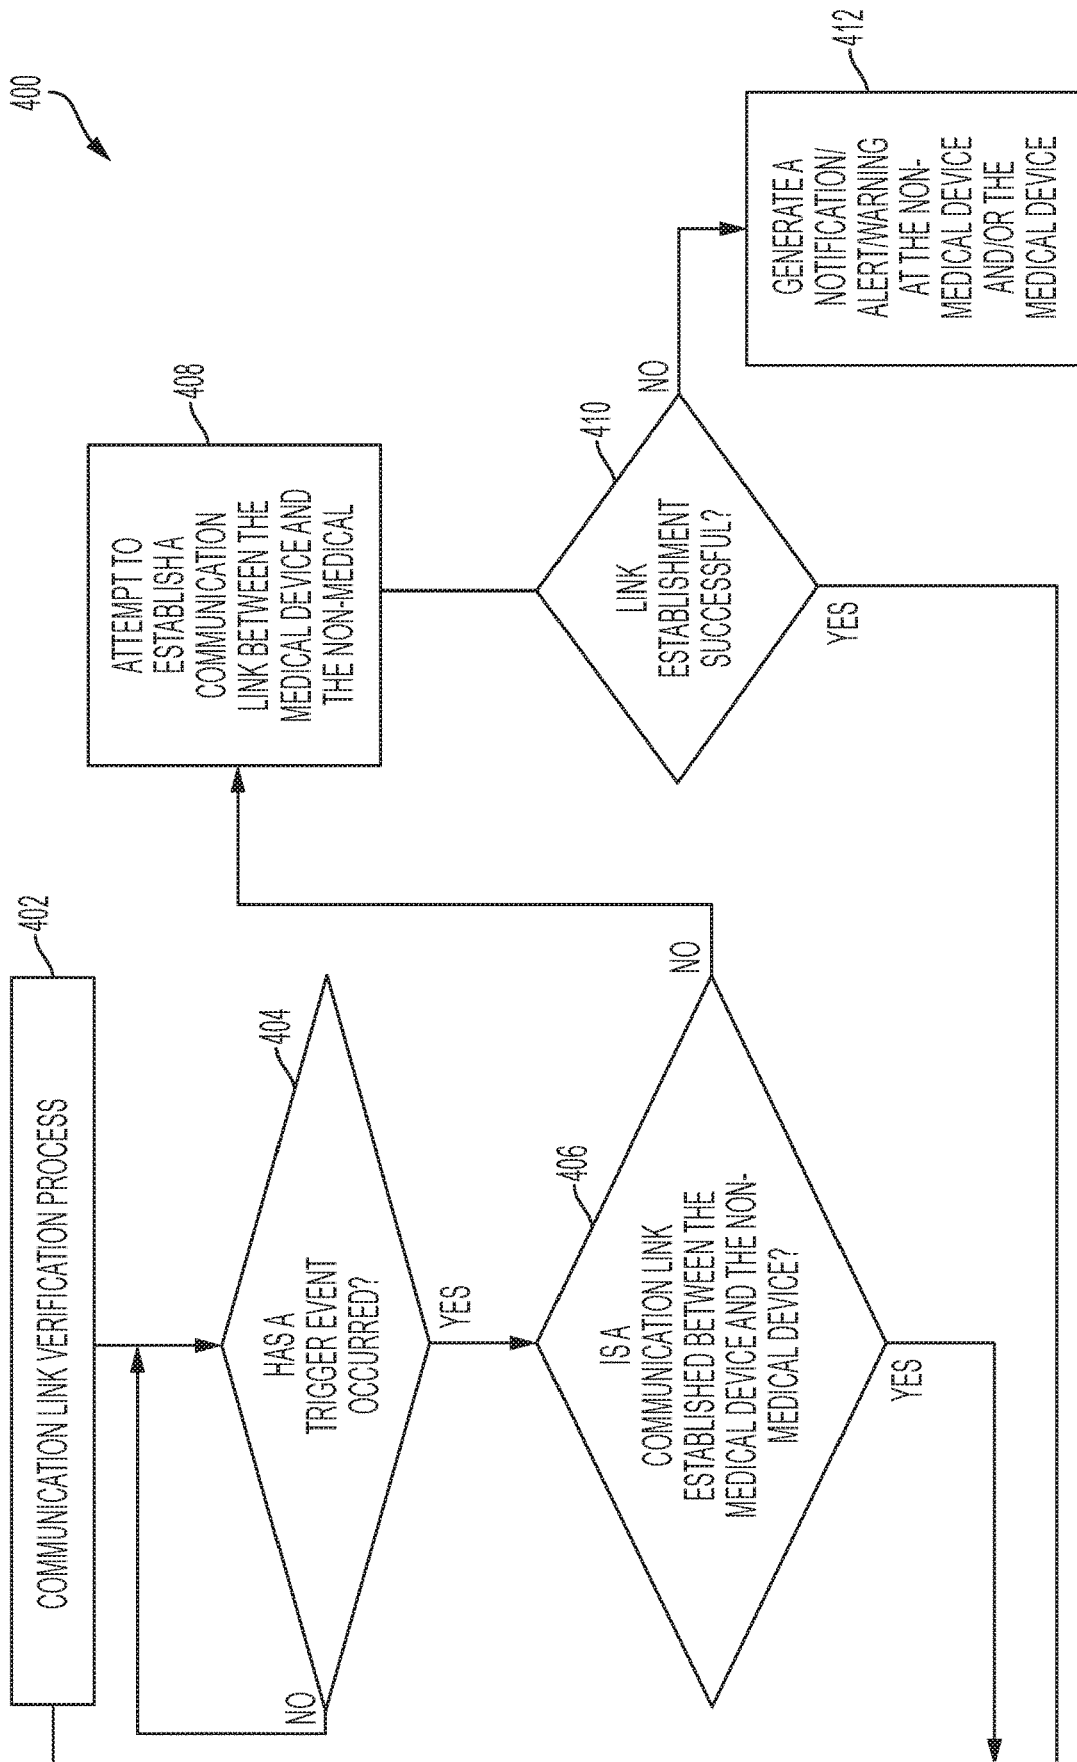 400
402
COMMUNICATION LINK VERIFICATION PROCESS
404
HAS A
TRIGGER EVENT
OCCURRED?
NO
YES
406
IS A
COMMUNICATION LINK
ESTABLISHED BETWEEN THE
MEDICAL DEVICE AND THE NON-
MEDICAL DEVICE?
NO
YES
408
ATTEMPT TO
ESTABLISH A
COMMUNICATION
LINK BETWEEN THE
MEDICAL DEVICE AND
THE NON-MEDICAL
410
LINK
ESTABLISHMENT
SUCCESSFUL?
NO
YES
412
GENERATE A
NOTIFICATION/
ALERT/WARNING
AT THE NON-
MEDICAL DEVICE
AND/OR THE
MEDICAL DEVICE